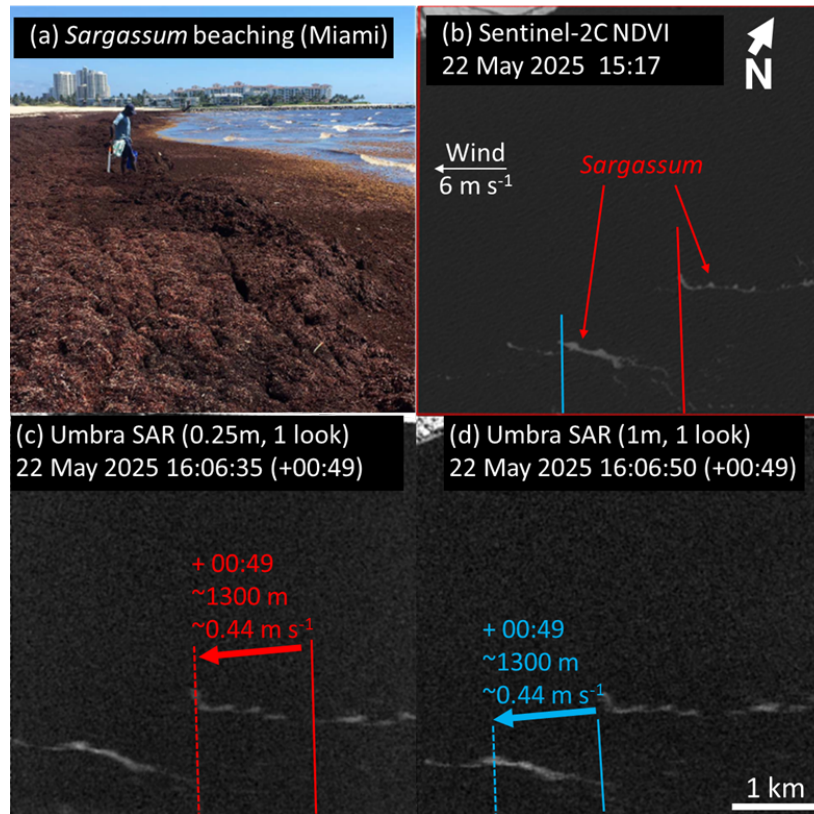 (a) Sargassum beaching (Miami)
(b) Sentinel-2C NDVI
22 May 2025 15:17
N
Wind
6 m s⁻¹
Sargassum
(c) Umbra SAR (0.25m, 1 look)
22 May 2025 16:06:35 (+00:49)
+ 00:49
~1300 m
~0.44 m s⁻¹
(d) Umbra SAR (1m, 1 look)
22 May 2025 16:06:50 (+00:49)
+ 00:49
~1300 m
~0.44 m s⁻¹
1 km